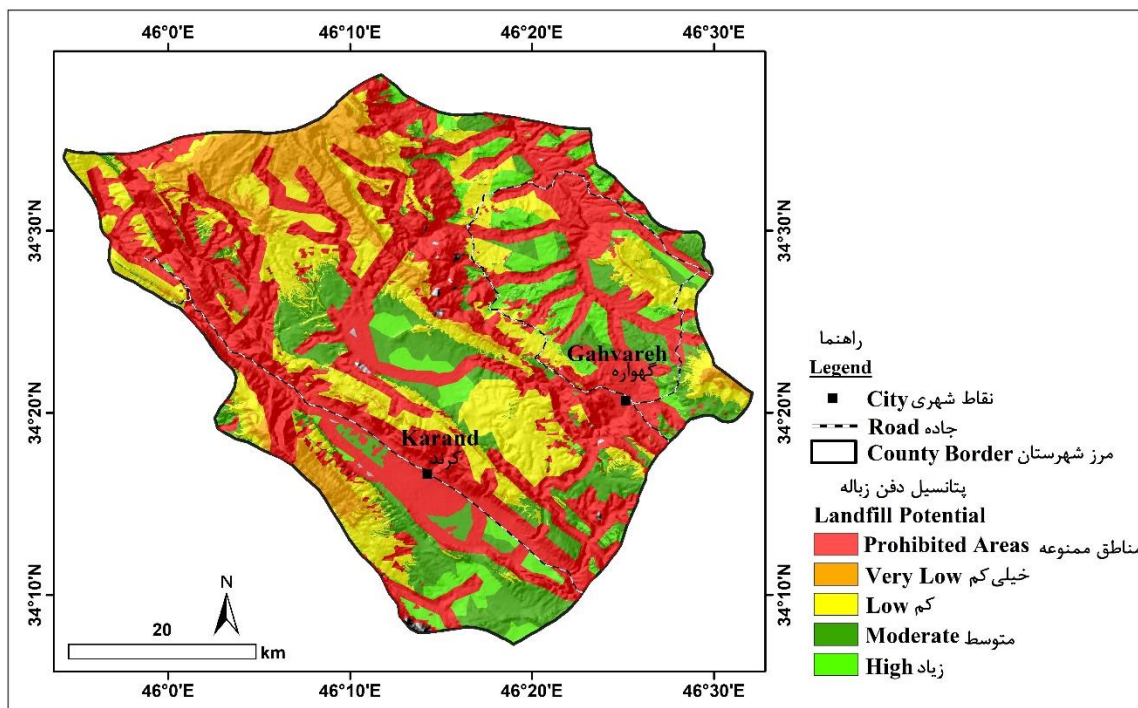 46°0'E 46°10'E 46°20'E 46°30'E
34°30'N 34°30'N
34°20'N 34°20'N
34°10'N 34°10'N
Gahvareh
گهواره
Karand
کرند
N
20
km
46°0'E 46°10'E 46°20'E 46°30'E
راهنما
Legend
City نقاط شهری
Road جاده
County Border مرز شهرستان
پتانسیل دفن زباله
Landfill Potential
Prohibited Areas مناطق ممنوعه
Very Low خیلی کم
Low کم
Moderate متوسط
High زیاد